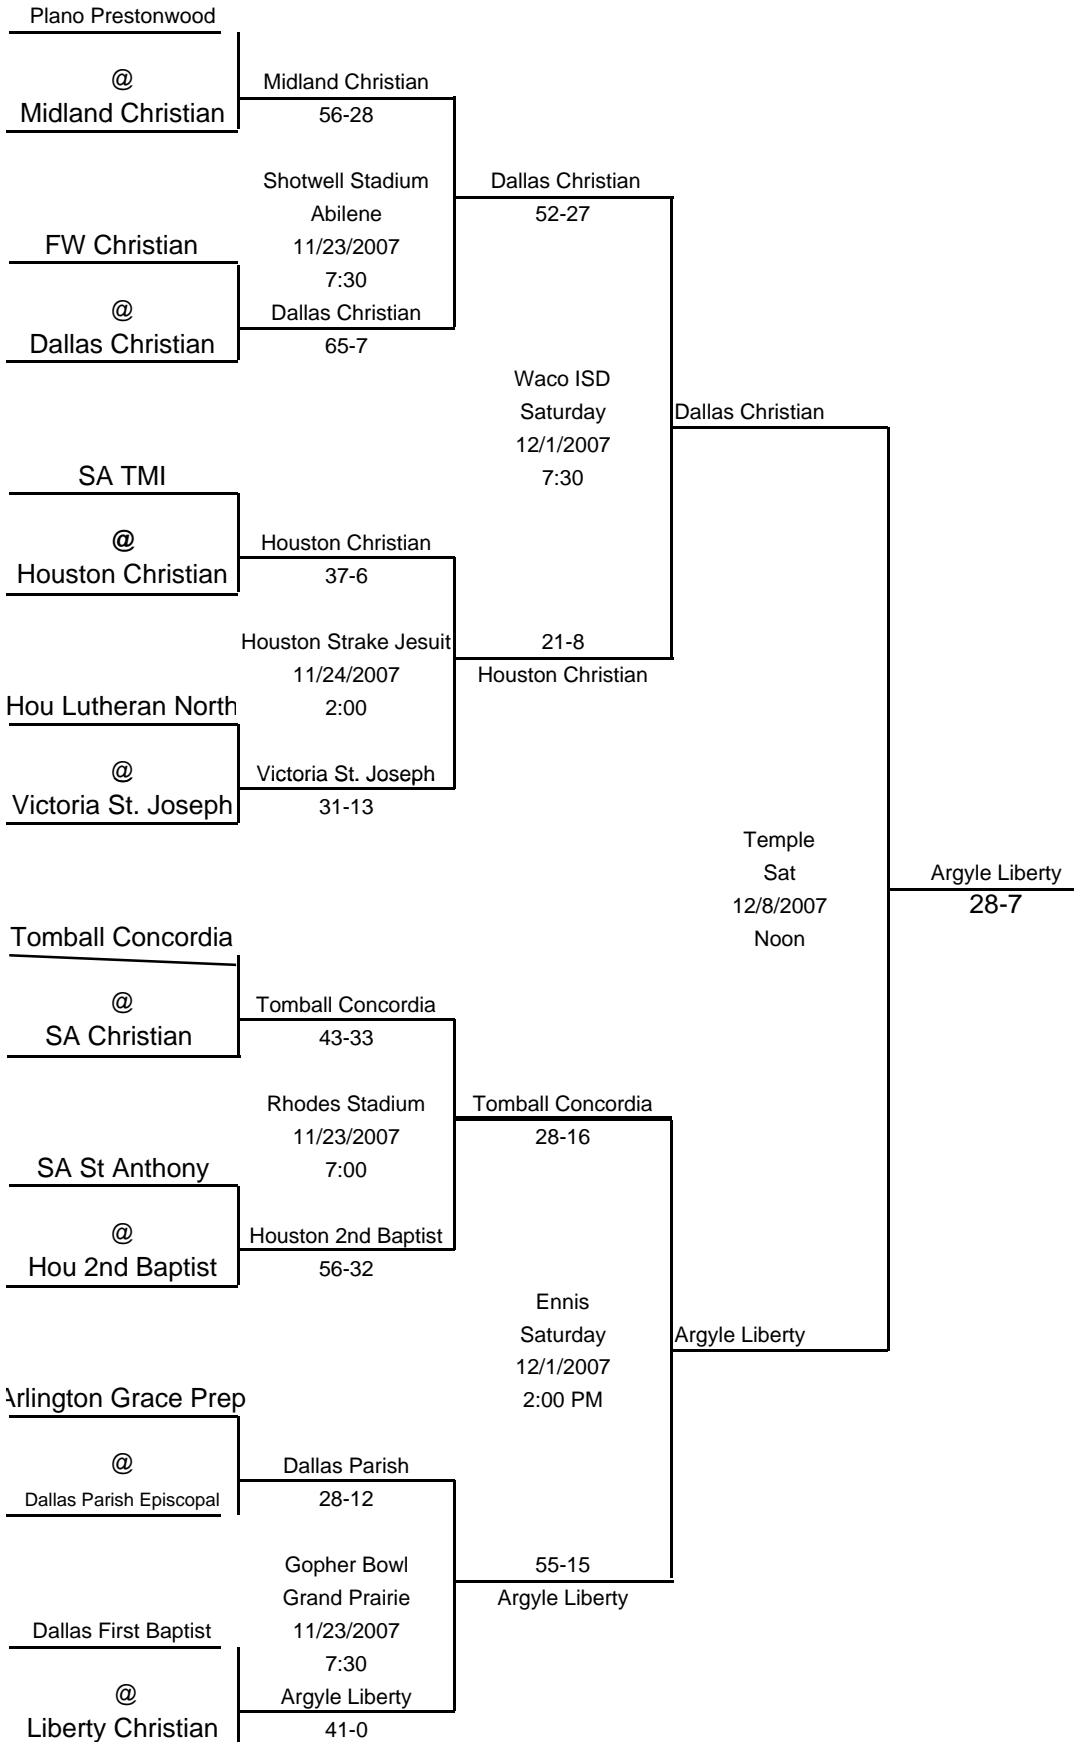 Plano Prestonwood
@
Midland Christian
Midland Christian
56-28
Shotwell Stadium
Abilene
11/23/2007
7:30
Dallas Christian
52-27
FW Christian
@
Dallas Christian
Dallas Christian
65-7
Waco ISD
Saturday
12/1/2007
7:30
Dallas Christian
SA TMI
@
Houston Christian
Houston Christian
37-6
Houston Strake Jesuit
11/24/2007
2:00
21-8
Houston Christian
Hou Lutheran North
@
Victoria St. Joseph
Victoria St. Joseph
31-13
Temple
Sat
12/8/2007
Noon
Argyle Liberty
28-7
Tomball Concordia
@
SA Christian
Tomball Concordia
43-33
Rhodes Stadium
11/23/2007
7:00
Tomball Concordia
28-16
SA St Anthony
@
Hou 2nd Baptist
Houston 2nd Baptist
56-32
Ennis
Saturday
12/1/2007
2:00 PM
Argyle Liberty
Arlington Grace Prep
@
Dallas Parish Episcopal
Dallas Parish
28-12
Gopher Bowl
Grand Prairie
11/23/2007
7:30
55-15
Argyle Liberty
Dallas First Baptist
@
Liberty Christian
Argyle Liberty
41-0